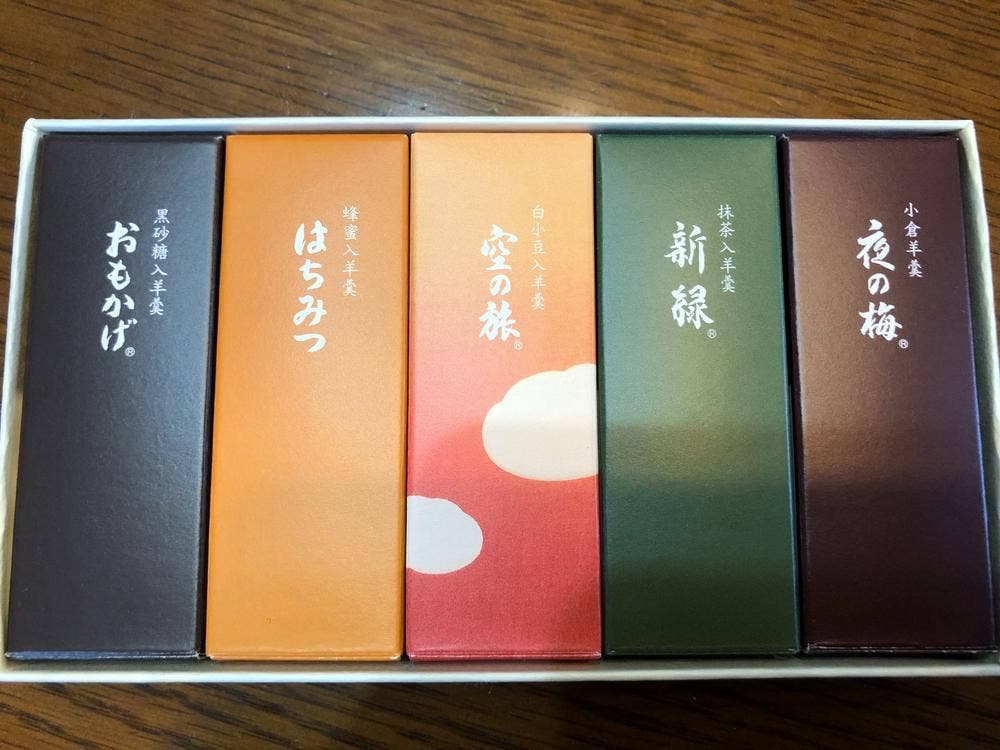 小倉羊羹
夜の梅®
抹茶入羊羹
新緑®
白小豆入羊羹
空の旅®
蜂蜜入羊羹
はちみつ
黒砂糖入羊羹
おもかげ®